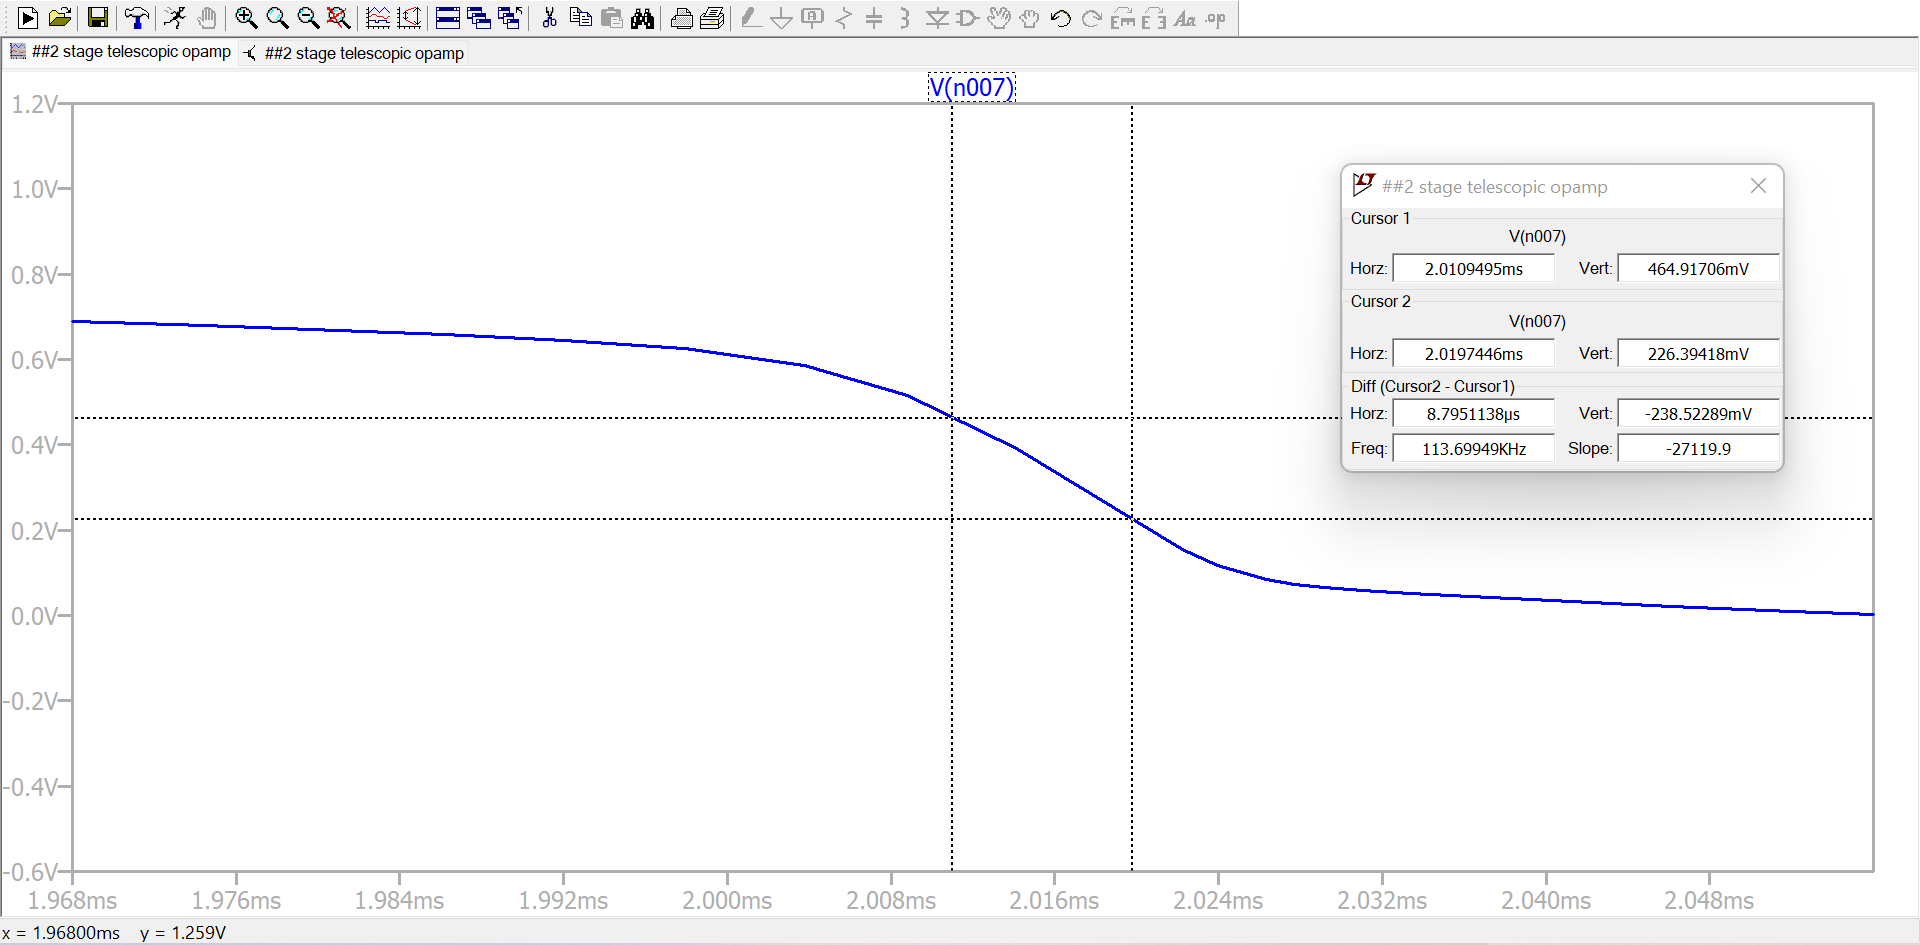 .op
##2 stage telescopic opamp
##2 stage telescopic opamp
V(n007)
1.2V
1.0V
0.8V
0.6V
0.4V
0.2V
0.0V
-0.2V
-0.4V
-0.6V
1.968ms 1.976ms 1.984ms 1.992ms 2.000ms 2.008ms 2.016ms 2.024ms 2.032ms 2.040ms 2.048ms
##2 stage telescopic opamp
Cursor 1
V(n007)
Horz: 2.0109495ms Vert: 464.91706mV
Cursor 2
V(n007)
Horz: 2.0197446ms Vert: 226.39418mV
Diff (Cursor2 - Cursor1)
Horz: 8.7951138µs Vert: -238.52289mV
Freq: 113.69949KHz Slope: -27119.9
x = 1.96800ms y = 1.259V